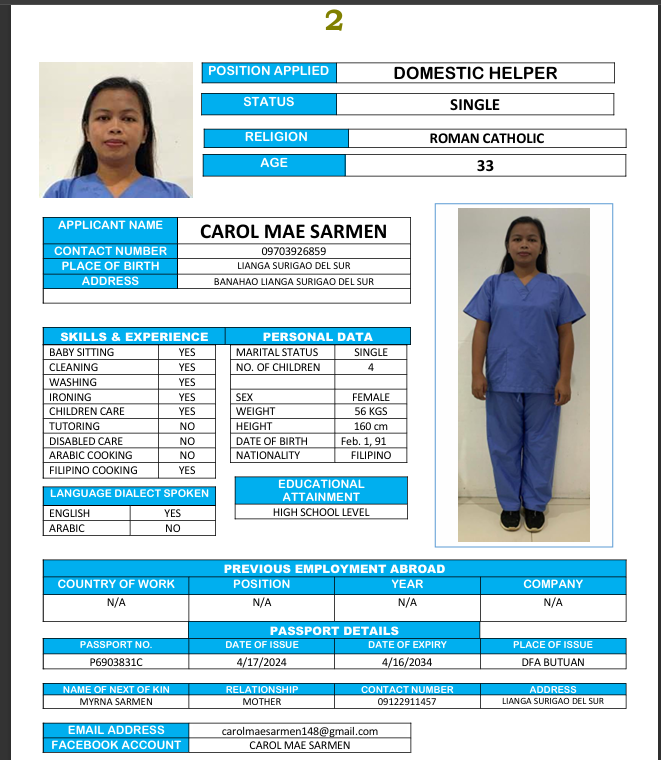 2
POSITION APPLIED DOMESTIC HELPER
STATUS SINGLE
RELIGION ROMAN CATHOLIC
AGE 33
APPLICANT NAME CAROL MAE SARMEN
CONTACT NUMBER 09703926859
PLACE OF BIRTH LIANGA SURIGAO DEL SUR
ADDRESS BANAHAO LIANGA SURIGAO DEL SUR
SKILLS & EXPERIENCE PERSONAL DATA
BABY SITTING YES MARITAL STATUS SINGLE
CLEANING YES NO. OF CHILDREN 4
WASHING YES
IRONING YES SEX FEMALE
CHILDREN CARE YES WEIGHT 56 KGS
TUTORING NO HEIGHT 160 cm
DISABLED CARE NO DATE OF BIRTH Feb. 1, 91
ARABIC COOKING NO NATIONALITY FILIPINO
FILIPINO COOKING YES
EDUCATIONAL
ATTAINMENT
LANGUAGE DIALECT SPOKEN
ENGLISH YES HIGH SCHOOL LEVEL
ARABIC NO
PREVIOUS EMPLOYMENT ABROAD
COUNTRY OF WORK POSITION YEAR COMPANY
N/A N/A N/A N/A
PASSPORT DETAILS
PASSPORT NO. DATE OF ISSUE DATE OF EXPIRY PLACE OF ISSUE
P6903831C 4/17/2024 4/16/2034 DFA BUTUAN
NAME OF NEXT OF KIN RELATIONSHIP CONTACT NUMBER ADDRESS
MYRNA SARMEN MOTHER 09122911457 LIANGA SURIGAO DEL SUR
EMAIL ADDRESS carolmaesarmen148@gmail.com
FACEBOOK ACCOUNT CAROL MAE SARMEN